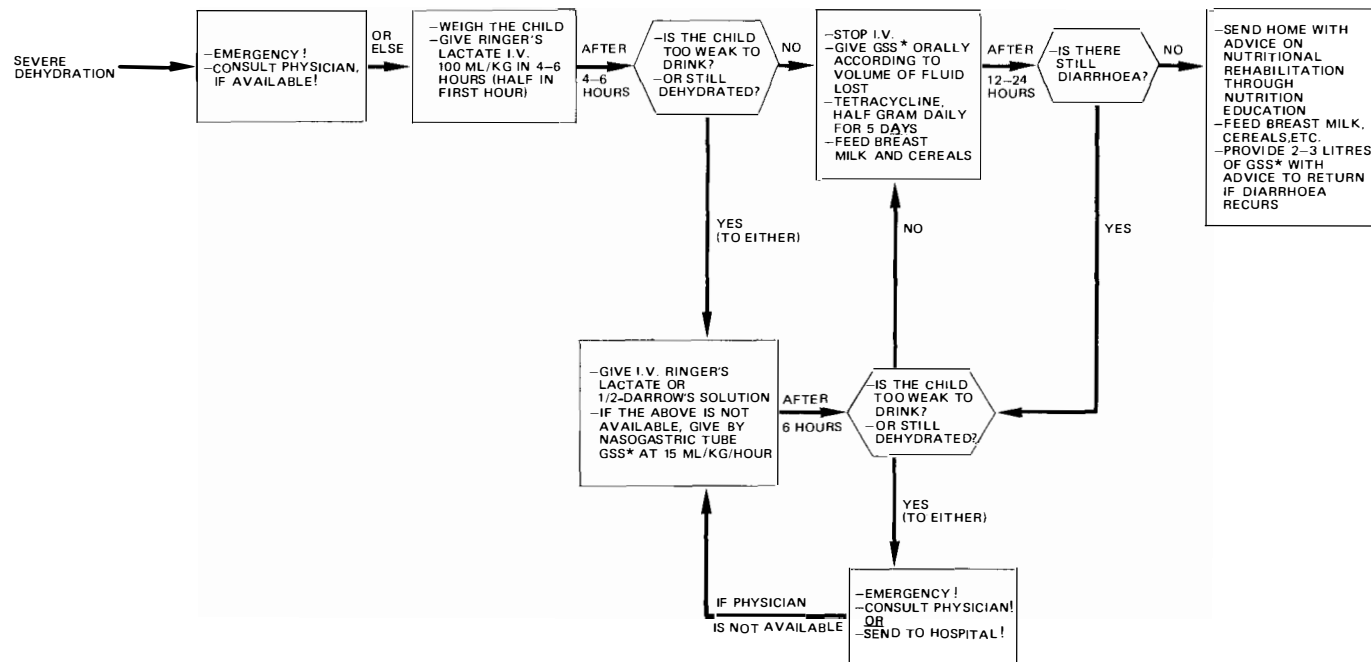 SEVERE
DEHYDRATION
–EMERGENCY!
–CONSULT PHYSICIAN,
IF AVAILABLE!
OR
ELSE
–WEIGH THE CHILD
–GIVE RINGER'S
LACTATE I.V.
100 ML/KG IN 4–6
HOURS (HALF IN
FIRST HOUR)
AFTER
4–6
HOURS
–IS THE CHILD
TOO WEAK TO
DRINK?
–OR STILL
DEHYDRATED?
NO
–STOP I.V.
–GIVE GSS* ORALLY
ACCORDING TO
VOLUME OF FLUID
LOST
–TETRACYCLINE,
HALF GRAM DAILY
FOR 5 DAYS
–FEED BREAST
MILK AND CEREALS
AFTER
12–24
HOURS
–IS THERE
STILL
DIARRHOEA?
NO
–SEND HOME WITH
ADVICE ON
NUTRITIONAL
REHABILITATION
THROUGH
NUTRITION
EDUCATION
–FEED BREAST MILK,
CEREALS,ETC.
–PROVIDE 2–3 LITRES
OF GSS* WITH
ADVICE TO RETURN
IF DIARRHOEA
RECURS
YES
(TO EITHER)
NO
YES
–GIVE I.V. RINGER'S
LACTATE OR
1/2-DARROW'S SOLUTION
–IF THE ABOVE IS NOT
AVAILABLE, GIVE BY
NASOGASTRIC TUBE
GSS* AT 15 ML/KG/HOUR
AFTER
6 HOURS
–IS THE CHILD
TOO WEAK TO
DRINK?
–OR STILL
DEHYDRATED?
YES
(TO EITHER)
–EMERGENCY!
–CONSULT PHYSICIAN!
OR
–SEND TO HOSPITAL!
IF PHYSICIAN
IS NOT AVAILABLE